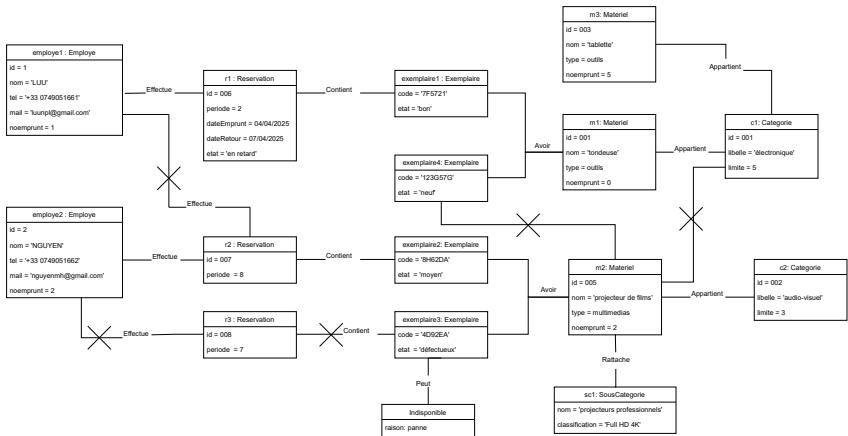 m3: Materiel
id = 003
nom = 'tablette'
type = outils
noemprunt = 5
employe1 : Employe
id = 1
nom = 'LUU'
tel = '+33 0749051661'
mail = 'luunpl@gmail.com'
noemprunt = 1
Effectue
r1 : Reservation
id = 006
periode = 2
dateEmprunt = 04/04/2025
dateRetour = 07/04/2025
etat = 'en retard'
Contient
exemplaire1 : Exemplaire
code = '7F5721'
etat = 'bon'
Appartient
Avoir
m1: Materiel
id = 001
nom = 'tondeuse'
type = outils
noemprunt = 0
Appartient
c1: Categorie
id = 001
libelle = 'électronique'
limite = 5
exemplaire4: Exemplaire
code = '123G57G'
etat = 'neuf'
Effectue
employe2 : Employe
id = 2
nom = 'NGUYEN'
tel = '+33 0749051662'
mail = 'nguyenmh@gmail.com'
noemprunt = 2
Effectue
r2 : Reservation
id = 007
periode = 8
Contient
exemplaire2: Exemplaire
code = '8H62DA'
etat = 'moyen'
Avoir
m2: Materiel
id = 005
nom = 'projecteur de films'
type = multimedias
noemprunt = 2
Appartient
c2: Categorie
id = 002
libelle = 'audio-visuel'
limite = 3
Effectue
r3 : Reservation
id = 008
periode = 7
Contient
exemplaire3: Exemplaire
code = '4D92EA'
etat = 'défectueux'
Rattache
Peut
sc1: SousCategorie
nom = 'projecteurs professionnels'
classification = 'Full HD 4K'
Indisponible
raison: panne